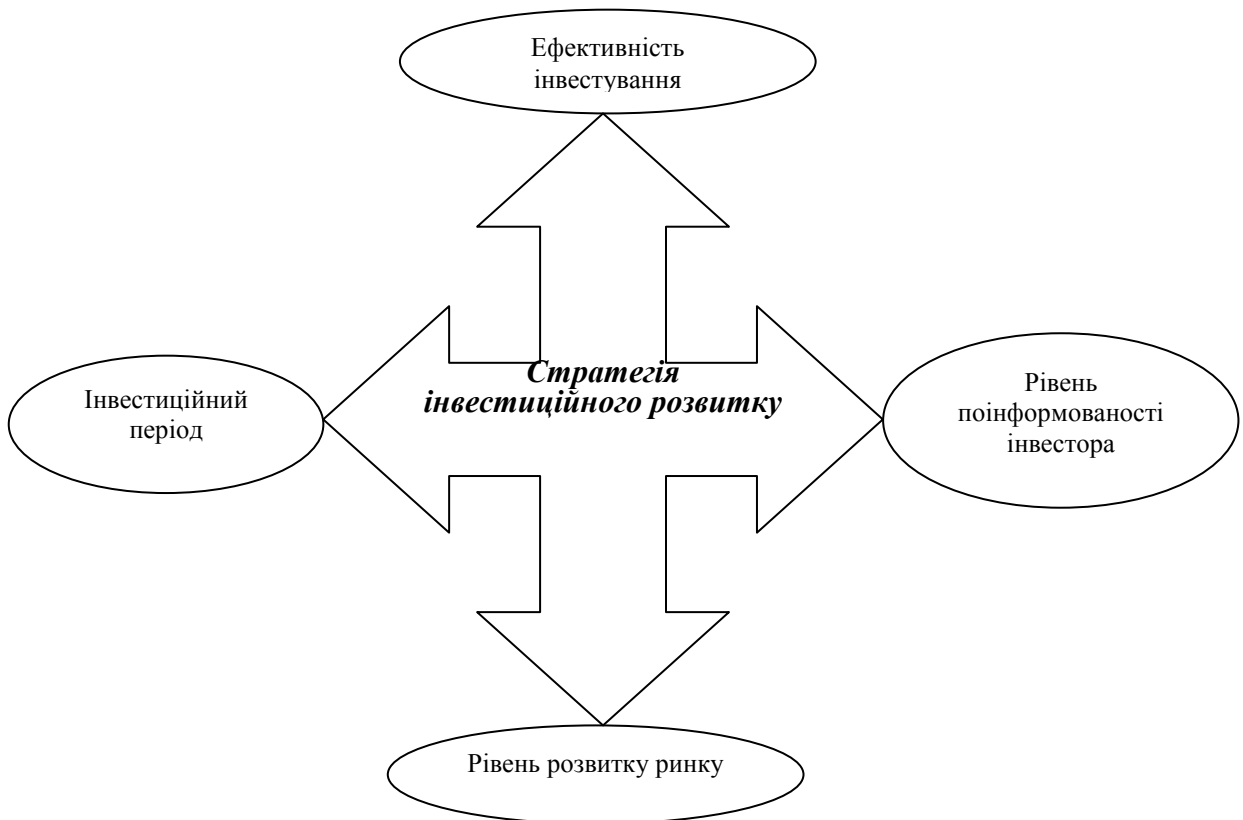 Ефективність
інвестування
Стратегія
інвестиційного розвитку
Інвестиційний
період
Рівень
поінформованості
інвестора
Рівень розвитку ринку